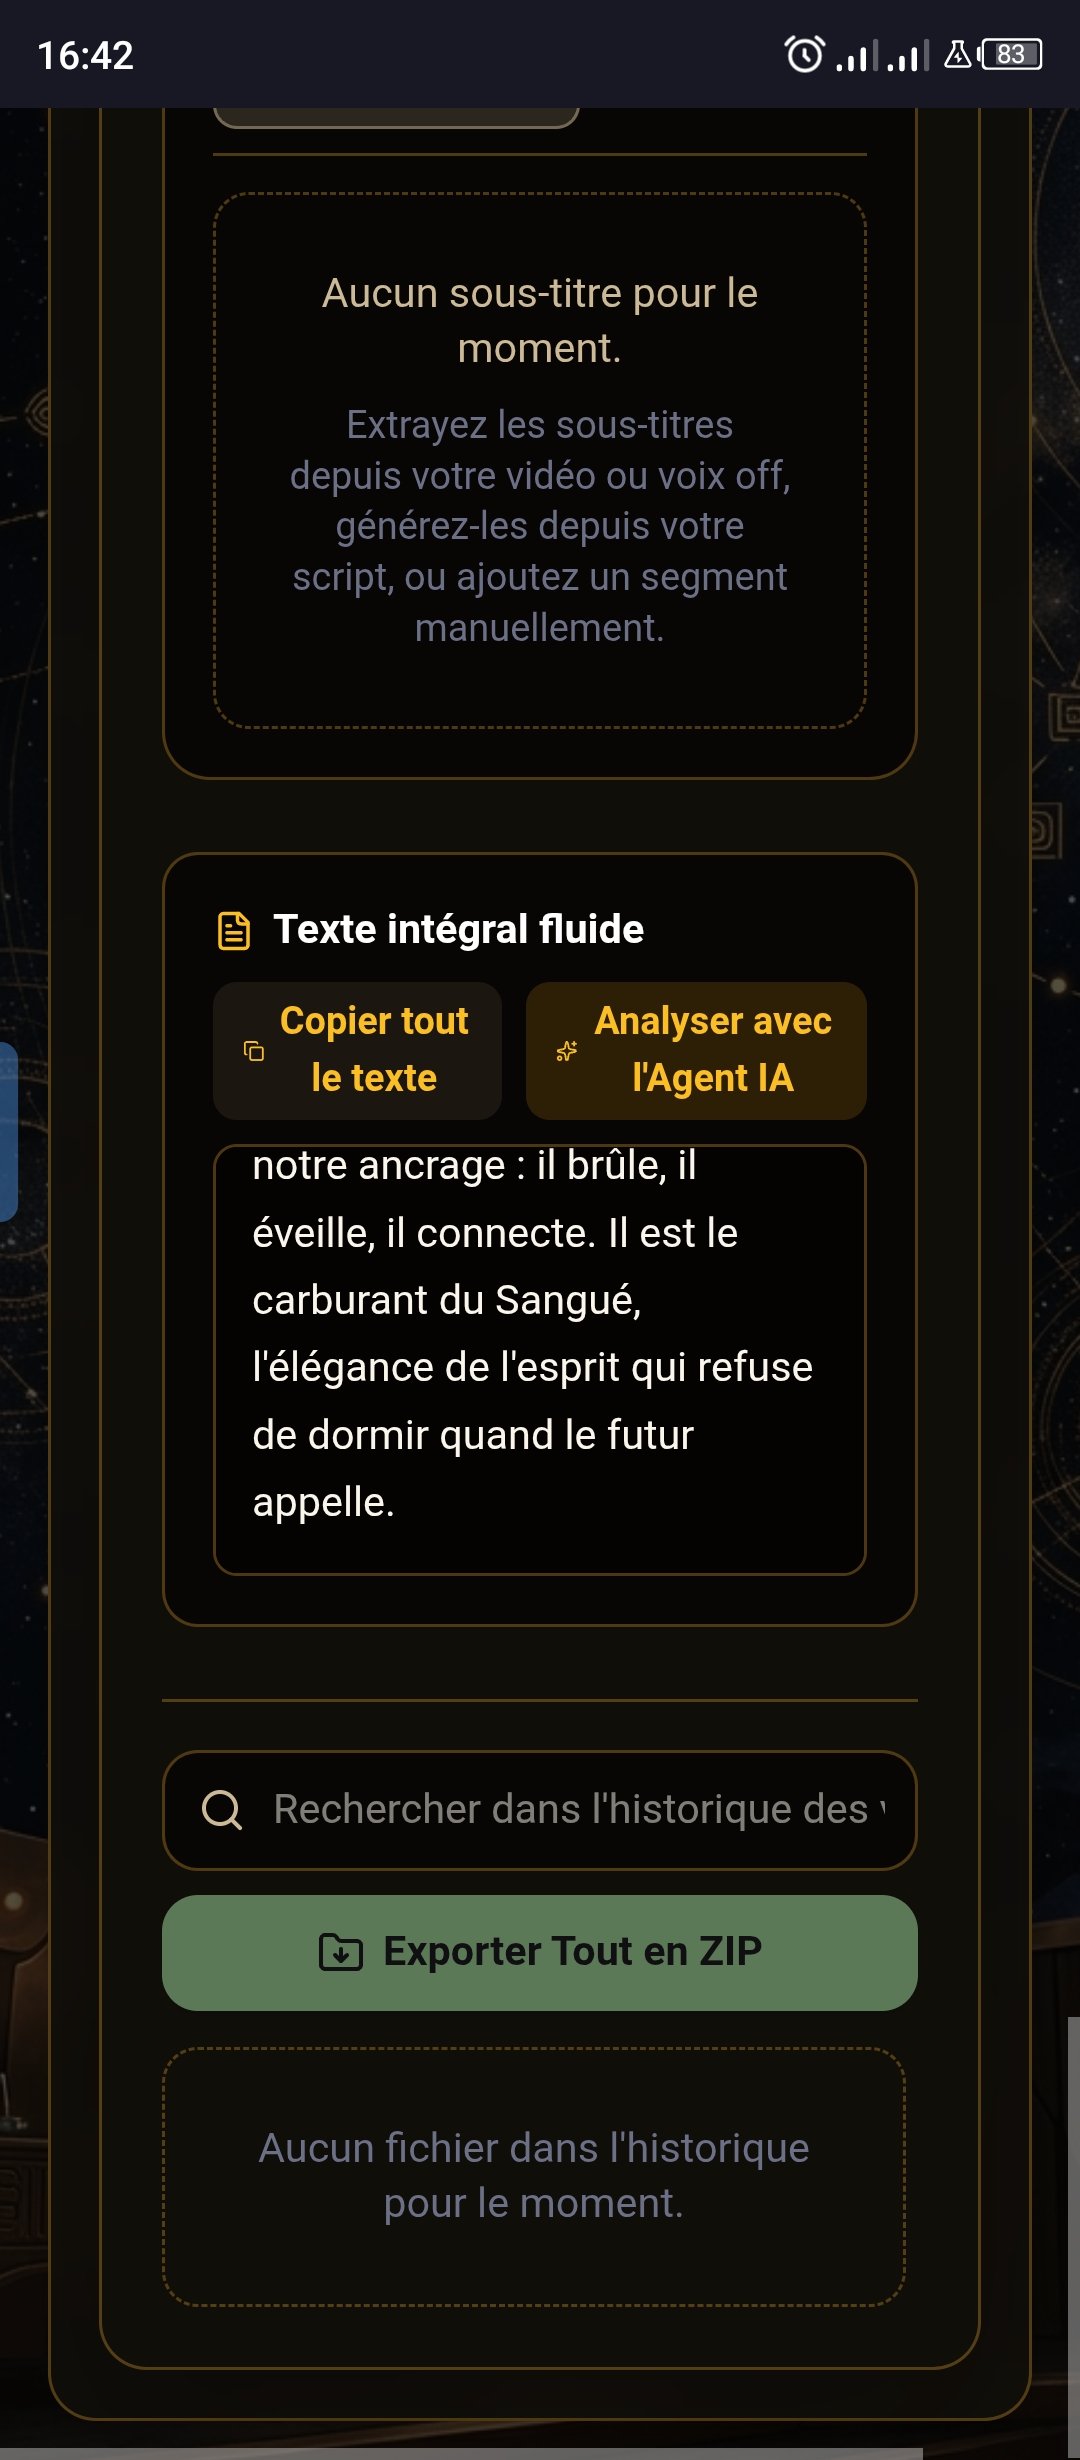 16:42
83
Aucun sous-titre pour le
moment.
Extrayez les sous-titres
depuis votre vidéo ou voix off,
générez-les depuis votre
script, ou ajoutez un segment
manuellement.
Texte intégral fluide
Copier tout
le texte
Analyser avec
l'Agent IA
notre ancrage : il brûle, il
éveille, il connecte. Il est le
carburant du Sangué,
l'élégance de l'esprit qui refuse
de dormir quand le futur
appelle.
Rechercher dans l'historique des
Exporter Tout en ZIP
Aucun fichier dans l'historique
pour le moment.